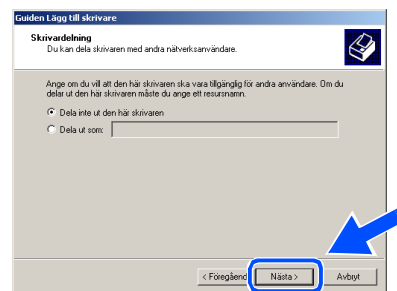 Guiden Lägg till skrivare
Skrivardelning
Du kan dela skrivaren med andra nätverksanvändare.
Ange om du vill att den här skrivaren ska vara tillgänglig för andra användare. Om du
delar ut den här skrivaren måste du ange ett resursnamn.
Dela inte ut den här skrivaren
Dela ut som:
< Föregåend
Nästa >
Avbryt